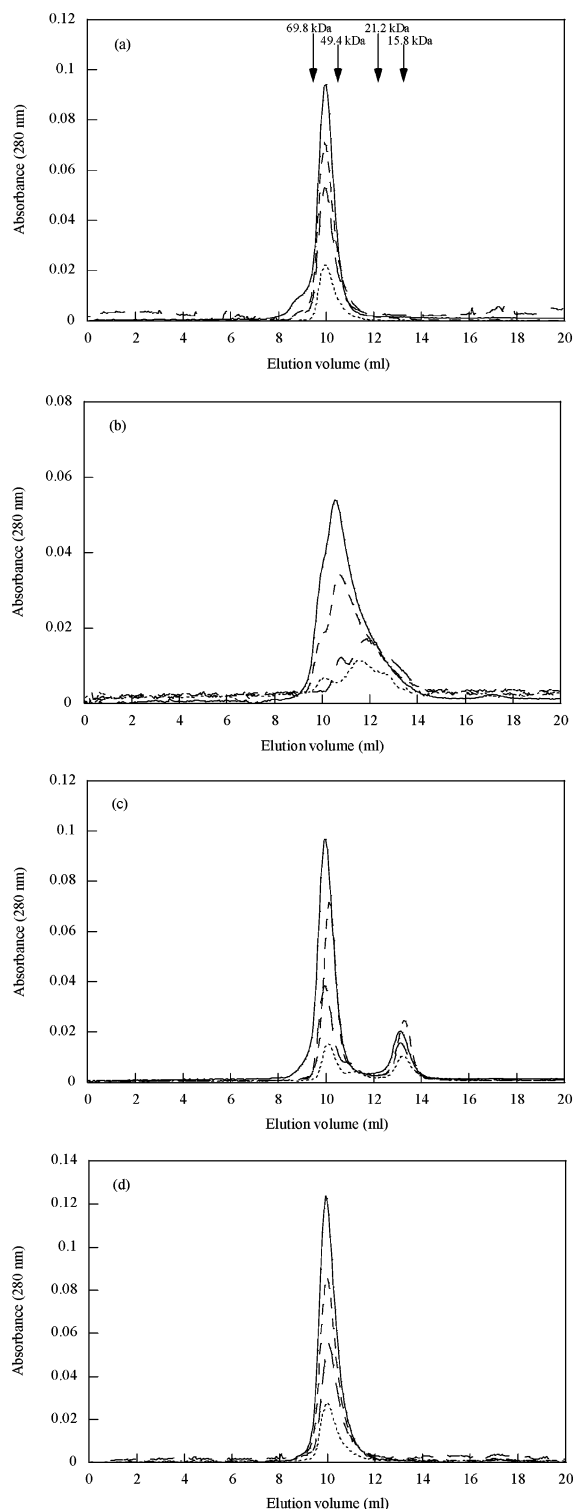 (a)
69.8 kDa 21.2 kDa
49.4 kDa 15.8 kDa
0.12
0.1
0.08
0.06
0.04
0.02
0
Absorbance (280 nm)
0 2 4 6 8 10 12 14 16 18 20
Elution volume (ml)
(b)
0.08
0.06
0.04
0.02
0
Absorbance (280 nm)
0 2 4 6 8 10 12 14 16 18 20
Elution volume (ml)
(c)
0.12
0.1
0.08
0.06
0.04
0.02
0
Absorbance (280 nm)
0 2 4 6 8 10 12 14 16 18 20
Elution volume (ml)
(d)
0.14
0.12
0.1
0.08
0.06
0.04
0.02
0
Absorbance (280 nm)
0 2 4 6 8 10 12 14 16 18 20
Elution volume (ml)